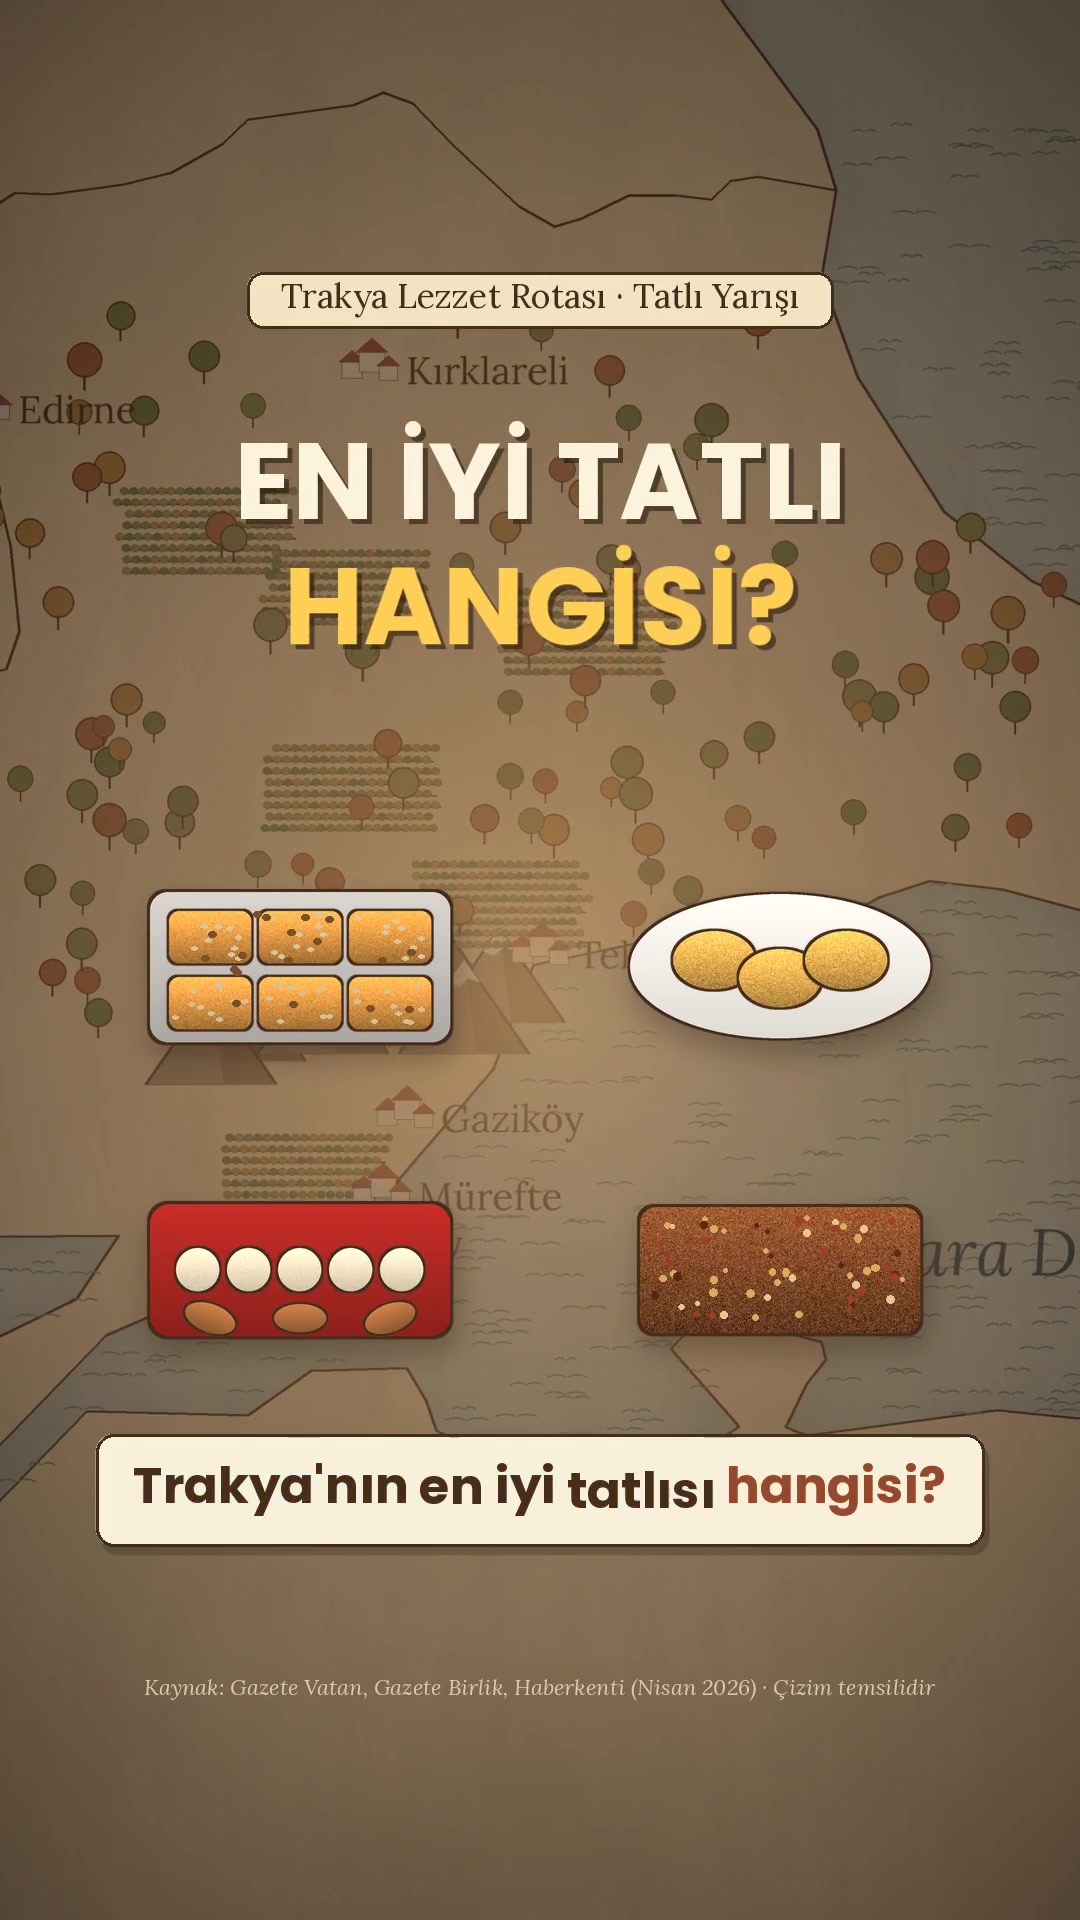 Trakya Lezzet Rotası · Tatlı Yarışı
Kırklareli
Edirne
EN İYİ TATLI
HANGİSİ?
Gaziköy
Mürefte
Trakya'nın en iyi tatlısı hangisi?
Kaynak: Gazete Vatan, Gazete Birlik, Haberkenti (Nisan 2026) · Çizim temsilidir